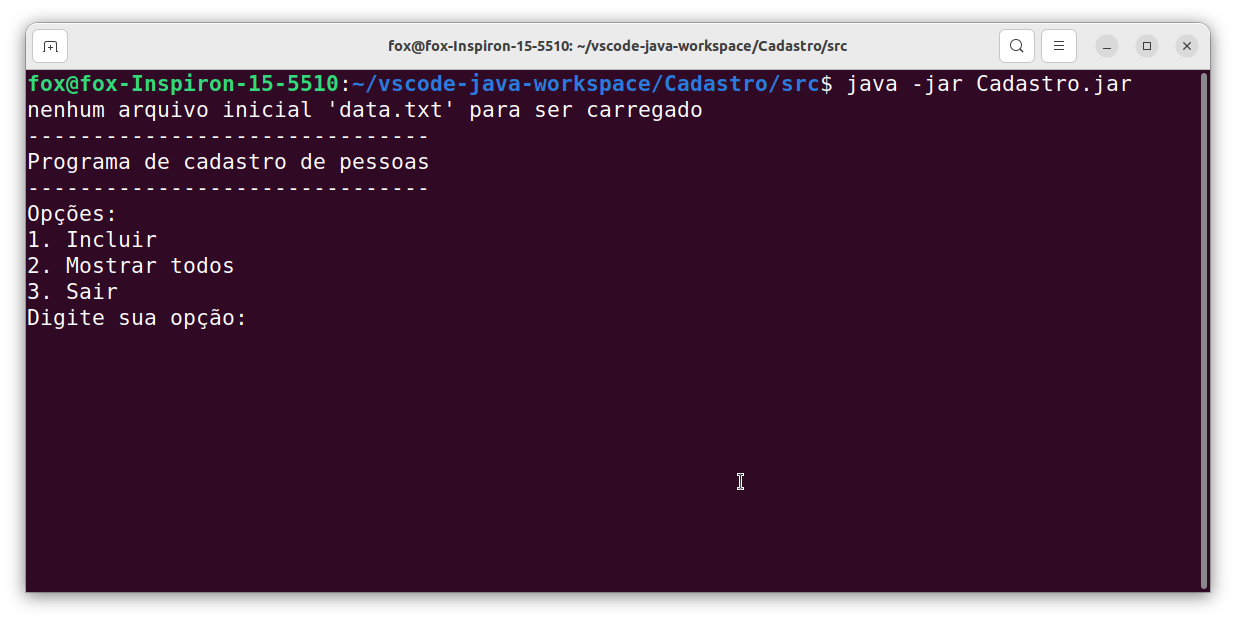 fox@fox-Inspiron-15-5510: ~/vscode-java-workspace/Cadastro/src
fox@fox-Inspiron-15-5510:~/vscode-java-workspace/Cadastro/src$ java -jar Cadastro.jar
nenhum arquivo inicial 'data.txt' para ser carregado
-------------------------------
Programa de cadastro de pessoas
-------------------------------
Opções:
1. Incluir
2. Mostrar todos
3. Sair
Digite sua opção: